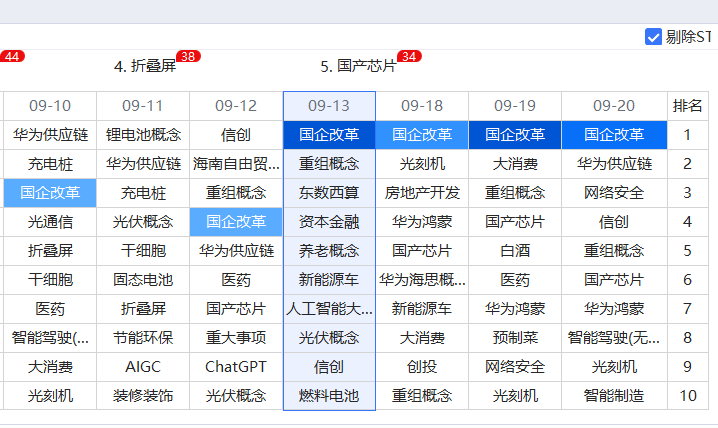 剔除ST
44 4. 折叠屏 38 5. 国产芯片 34
09-10 09-11 09-12 09-13 09-18 09-19 09-20 排名
华为供应链 锂电池概念 信创 国企改革 国企改革 国企改革 国企改革 1
充电桩 华为供应链 海南自由贸... 重组概念 光刻机 大消费 华为供应链 2
国企改革 充电桩 重组概念 东数西算 房地产开发 重组概念 网络安全 3
光通信 光伏概念 国企改革 资本金融 华为鸿蒙 国产芯片 信创 4
折叠屏 干细胞 华为供应链 养老概念 国产芯片 白酒 重组概念 5
干细胞 固态电池 医药 新能源车 华为海思概... 医药 国产芯片 6
医药 折叠屏 国产芯片 人工智能大... 新能源车 华为鸿蒙 华为鸿蒙 7
智能驾驶(... 节能环保 重大事项 光伏概念 大消费 预制菜 智能驾驶(无... 8
大消费 AIGC ChatGPT 信创 创投 网络安全 光刻机 9
光刻机 装修装饰 光伏概念 燃料电池 重组概念 光刻机 智能制造 10